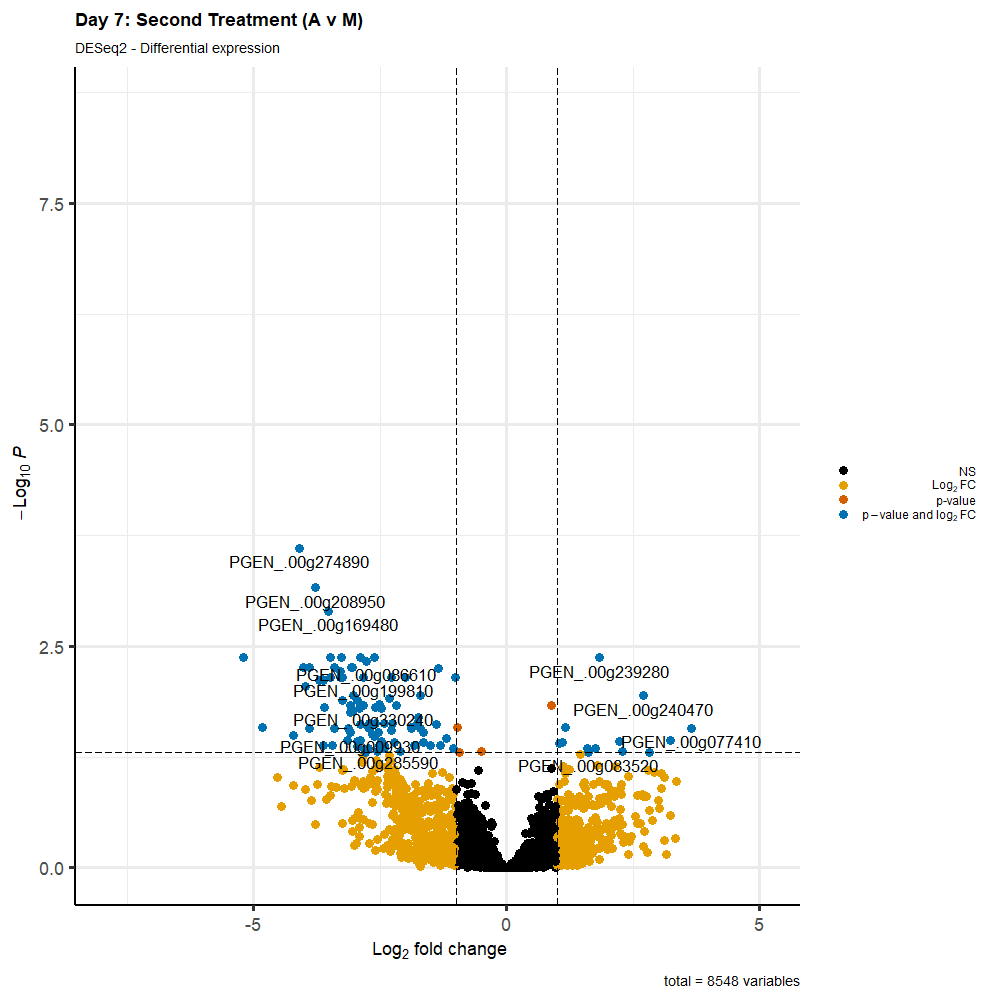 Day 7: Second Treatment (A v M)
DESeq2 - Differential expression
7.5
5.0
2.5
0.0
−Log10 P
PGEN_.00g274890
PGEN_.00g208950
PGEN_.00g169480
PGEN_.00g239280
PGEN_.00g086610
PGEN_.00g199810
PGEN_.00g240470
PGEN_.00g330240
PGEN_.00g077410
PGEN_.00g009930
PGEN_.00g285590
PGEN_.00g083520
NS
Log2 FC
p-value
p−value and log2 FC
-5
0
5
Log2 fold change
total = 8548 variables